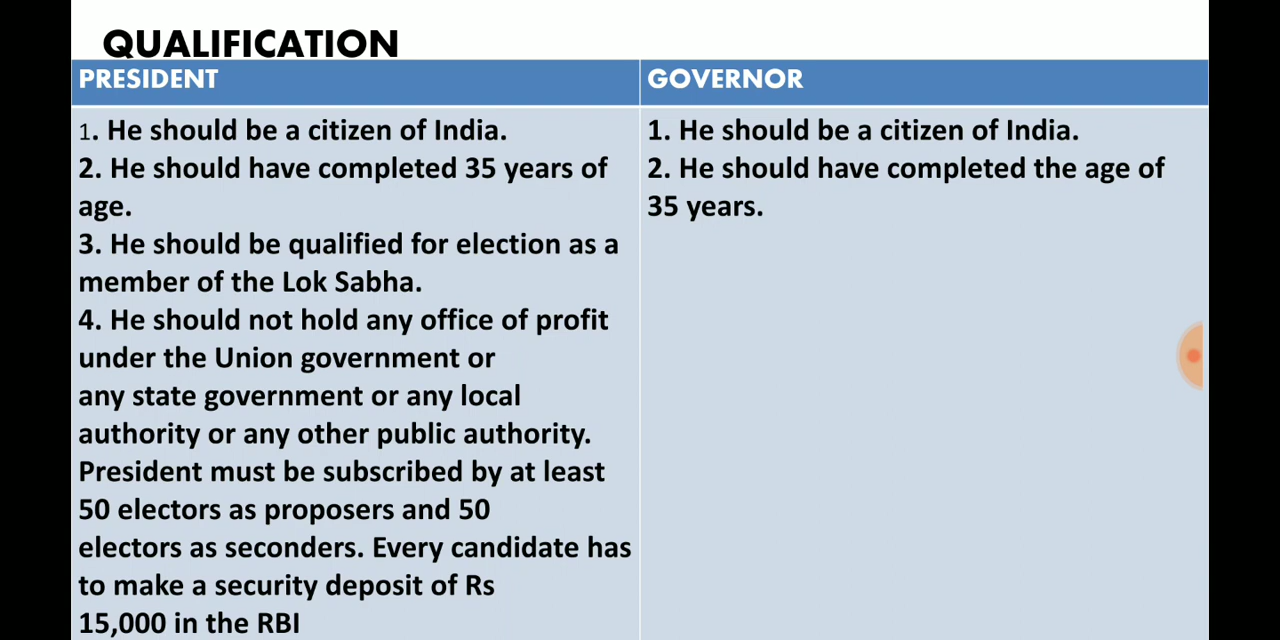 QUALIFICATION
PRESIDENT
1. He should be a citizen of India.
2. He should have completed 35 years of
age.
3. He should be qualified for election as a
member of the Lok Sabha.
4. He should not hold any office of profit
under the Union government or
any state government or any local
authority or any other public authority.
President must be subscribed by at least
50 electors as proposers and 50
electors as seconders. Every candidate has
to make a security deposit of Rs
15,000 in the RBI
GOVERNOR
1. He should be a citizen of India.
2. He should have completed the age of
35 years.